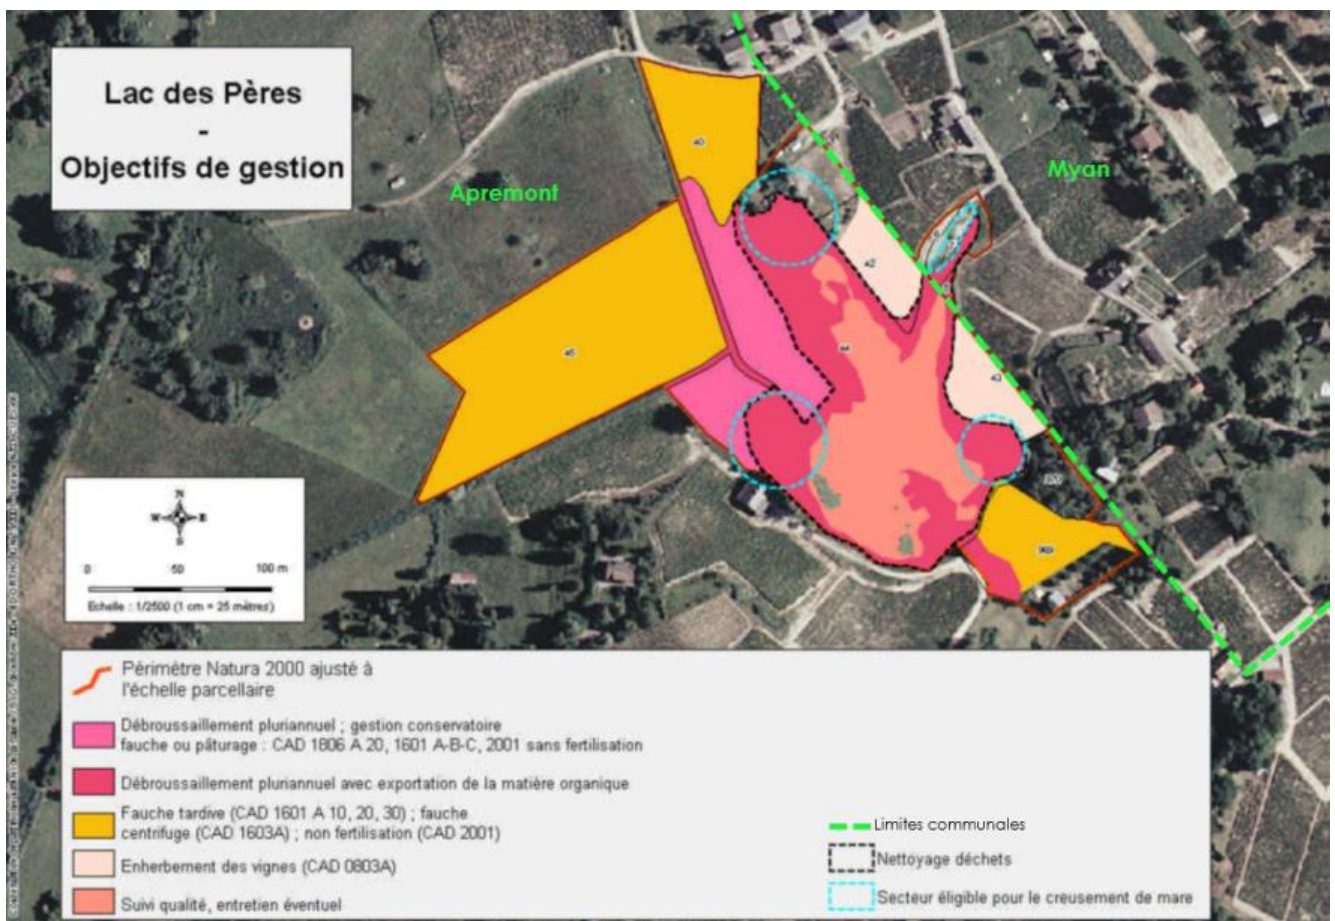 Lac des Pères
-
Objectifs de gestion
Apremont
Myan
40
42
44
43
N
W E
S
0 50 100 m
Echelle : 1/2500 (1 cm = 25 mètres)
Périmètre Natura 2000 ajusté à
l'échelle parcellaire
Débroussaillement pluriannuel ; gestion conservatoire
fauche ou pâturage : CAD 1806 A 20, 1601 A-B-C, 2001 sans fertilisation
Débroussaillement pluriannuel avec exportation de la matière organique
Fauche tardive (CAD 1601 A 10, 20, 30) ; fauche
centrifuge (CAD 1603A) ; non fertilisation (CAD 2001)
Enherbement des vignes (CAD 0803A)
Suivi qualité, entretien éventuel
Limites communales
Nettoyage déchets
Secteur éligible pour le creusement de mare